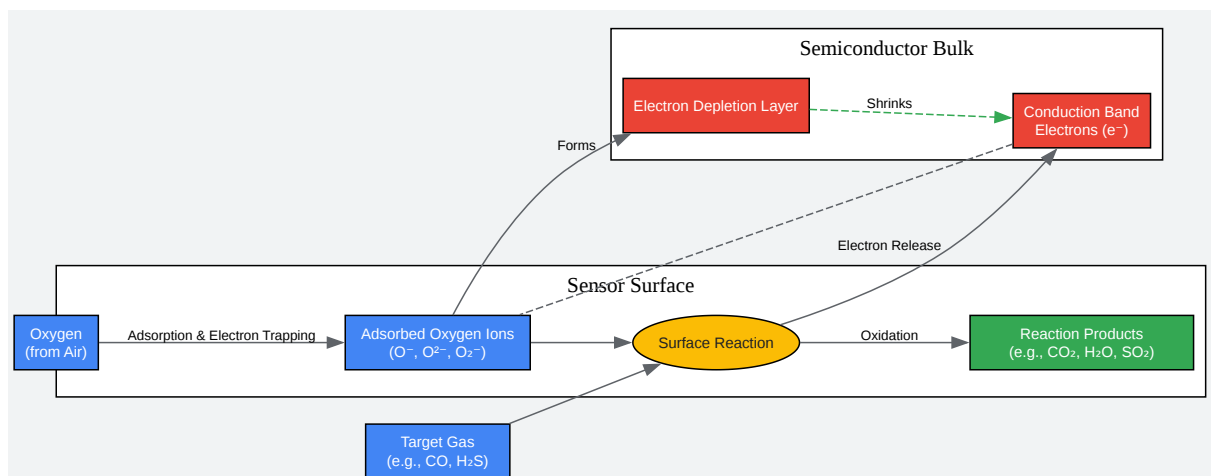 Semiconductor Bulk
Electron Depletion Layer
Shrinks
Conduction Band
Electrons (e⁻)
Forms
Electron Release
Sensor Surface
Oxygen
(from Air)
Adsorption & Electron Trapping
Adsorbed Oxygen Ions
(O⁻, O²⁻, O₂⁻)
Surface Reaction
Oxidation
Reaction Products
(e.g., CO₂, H₂O, SO₂)
Target Gas
(e.g., CO, H₂S)